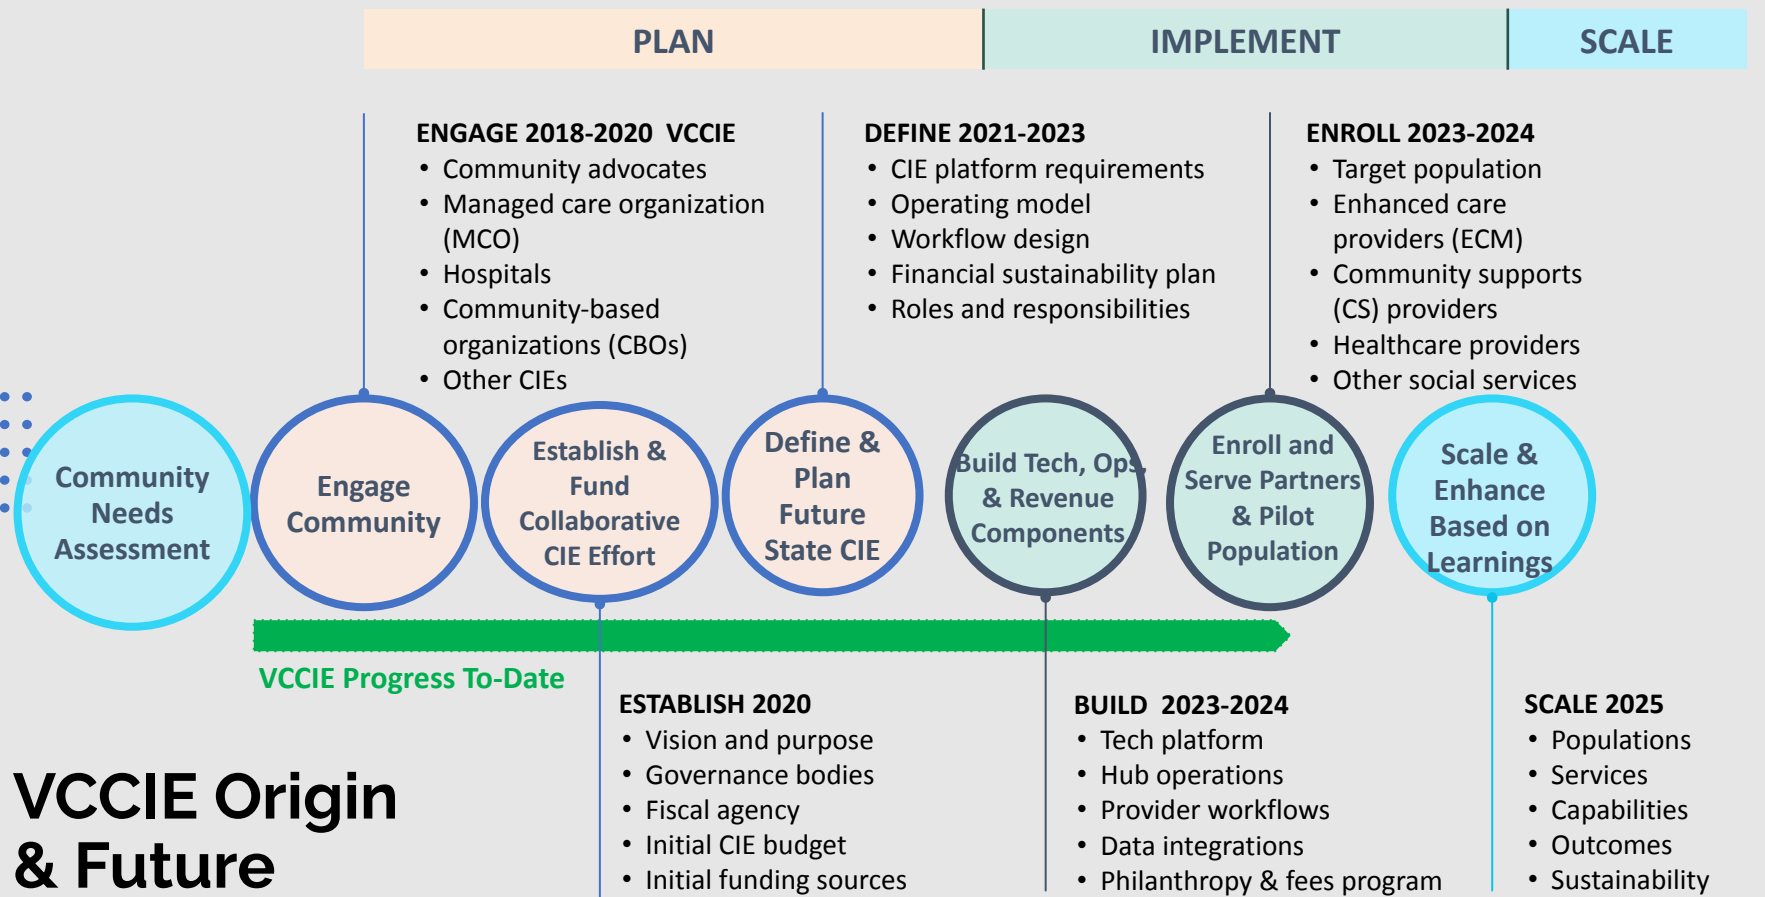 PLAN
IMPLEMENT
SCALE
ENGAGE 2018-2020  VCCIE
• Community advocates
• Managed care organization
(MCO)
• Hospitals
• Community-based
organizations (CBOs)
• Other CIEs
DEFINE 2021-2023
• CIE platform requirements
• Operating model
• Workflow design
• Financial sustainability plan
• Roles and responsibilities
ENROLL 2023-2024
• Target population
• Enhanced care
providers (ECM)
• Community supports
(CS) providers
• Healthcare providers
• Other social services
Community
Needs
Assessment
Engage
Community
Establish &
Fund
Collaborative
CIE Effort
Define &
Plan
Future
State CIE
Build Tech, Ops,
& Revenue
Components
Enroll and
Serve Partners
& Pilot
Population
Scale &
Enhance
Based on
Learnings
VCCIE Progress To-Date
ESTABLISH 2020
• Vision and purpose
• Governance bodies
• Fiscal agency
• Initial CIE budget
• Initial funding sources
BUILD  2023-2024
• Tech platform
• Hub operations
• Provider workflows
• Data integrations
• Philanthropy & fees program
SCALE 2025
• Populations
• Services
• Capabilities
• Outcomes
• Sustainability
VCCIE Origin
& Future